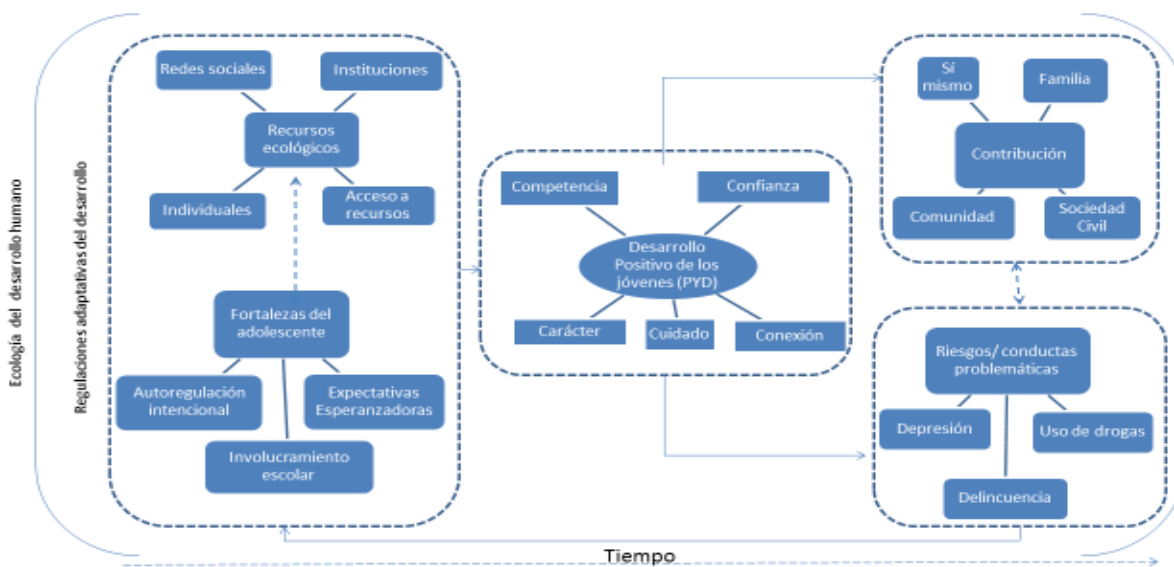 Ecología del desarrollo humano
Regulaciones adaptativas del desarrollo
Redes sociales
Instituciones
Recursos
ecológicos
Individuales
Acceso a
recursos
Fortalezas del
adolescente
Autoregulación
intencional
Expectativas
Esperanzadoras
Involucramiento
escolar
Competencia
Confianza
Desarrollo
Positivo de los
jóvenes (PYD)
Carácter
Cuidado
Conexión
Sí
mismo
Familia
Contribución
Comunidad
Sociedad
Civil
Riesgos/ conductas
problemáticas
Depresión
Uso de drogas
Delincuencia
Tiempo